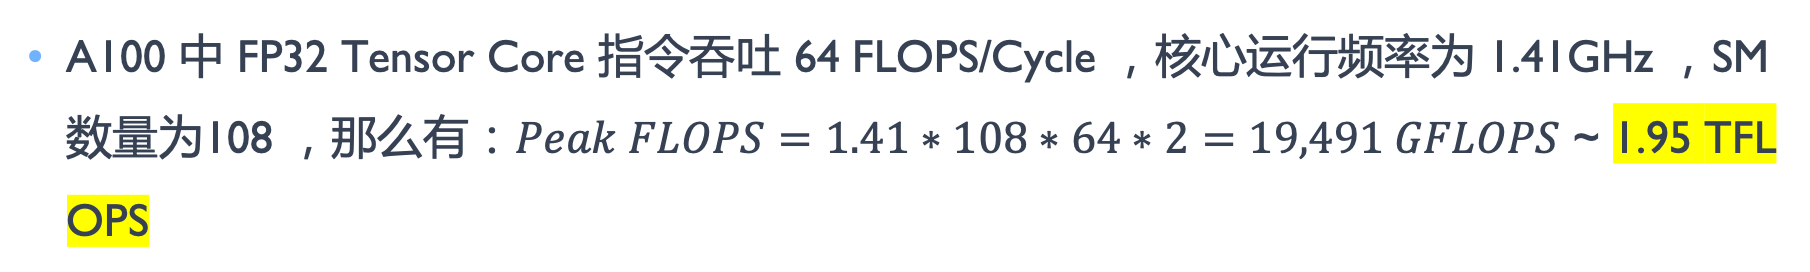 • A100 中 FP32 Tensor Core 指令吞吐 64 FLOPS/Cycle ，核心运行频率为 1.41GHz ，SM
数量为108 ，那么有：Peak FLOPS = 1.41 ∗ 108 ∗ 64 ∗ 2 = 19,491 GFLOPS ~ 1.95 TFL
OPS